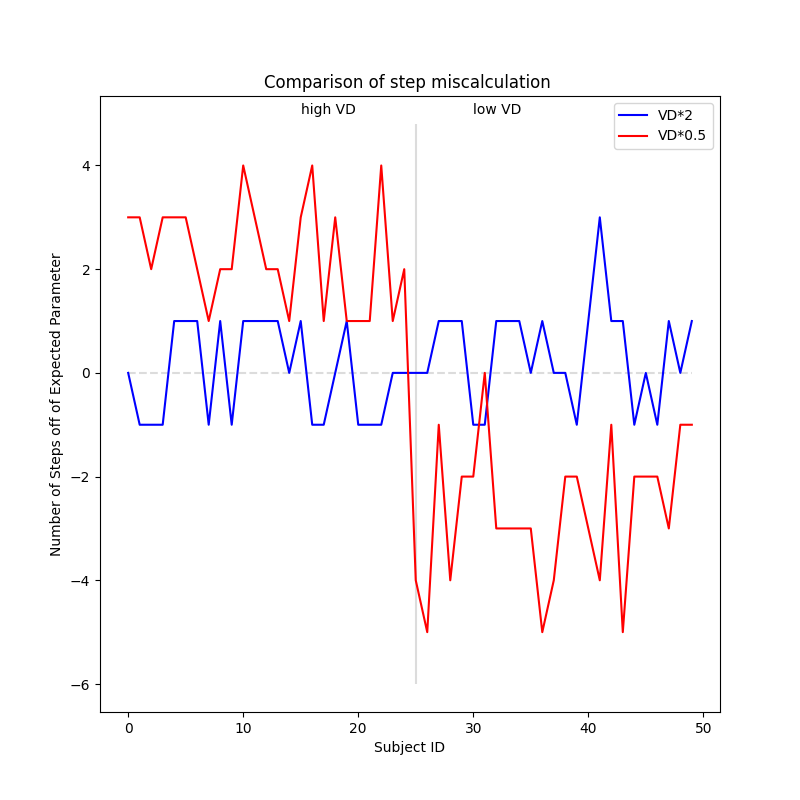 Comparison of step miscalculation
high VD
low VD
VD*2
VD*0.5
Number of Steps off of Expected Parameter
4
2
0
−2
−4
−6
0
10
20
30
40
50
Subject ID